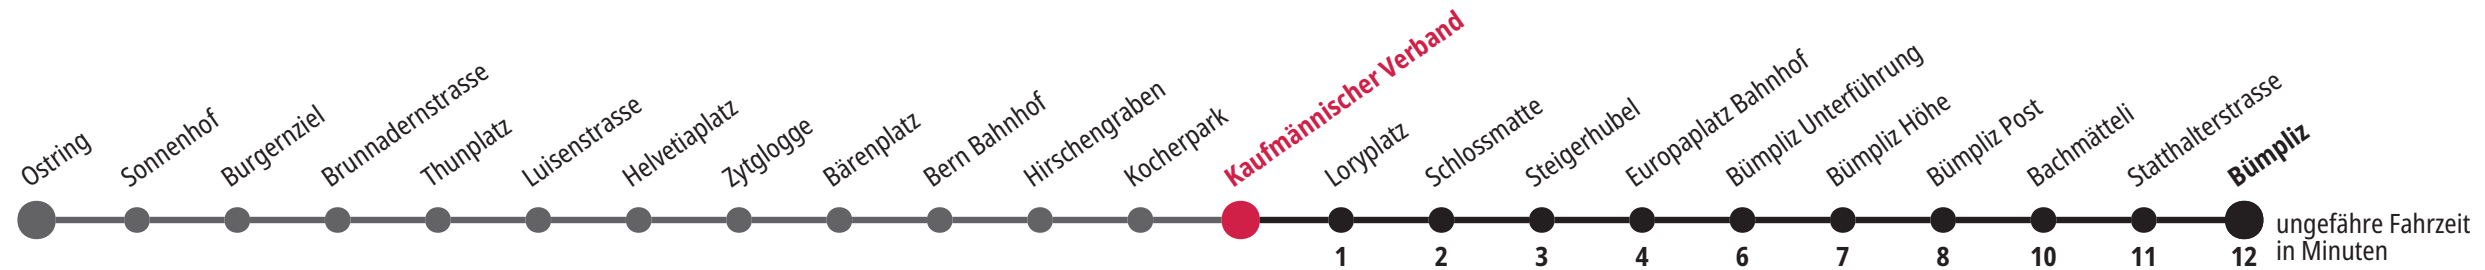 Ostring
Sonnenhof
Burgernziel
Brunnadernstrasse
Thunplatz
Luisenstrasse
Helvetiaplatz
Zytglogge
Bärenplatz
Bern Bahnhof
Hirschengraben
Kocherpark
Kaufmännischer Verband
Loryplatz
Schlossmatte
Steigerhubel
Europaplatz Bahnhof
Bümpliz Unterführung
Bümpliz Höhe
Bümpliz Post
Bachmätteli
Statthalterstrasse
Bümpliz
1 2 3 4 6 7 8 10 11 12
ungefähre Fahrzeit
in Minuten